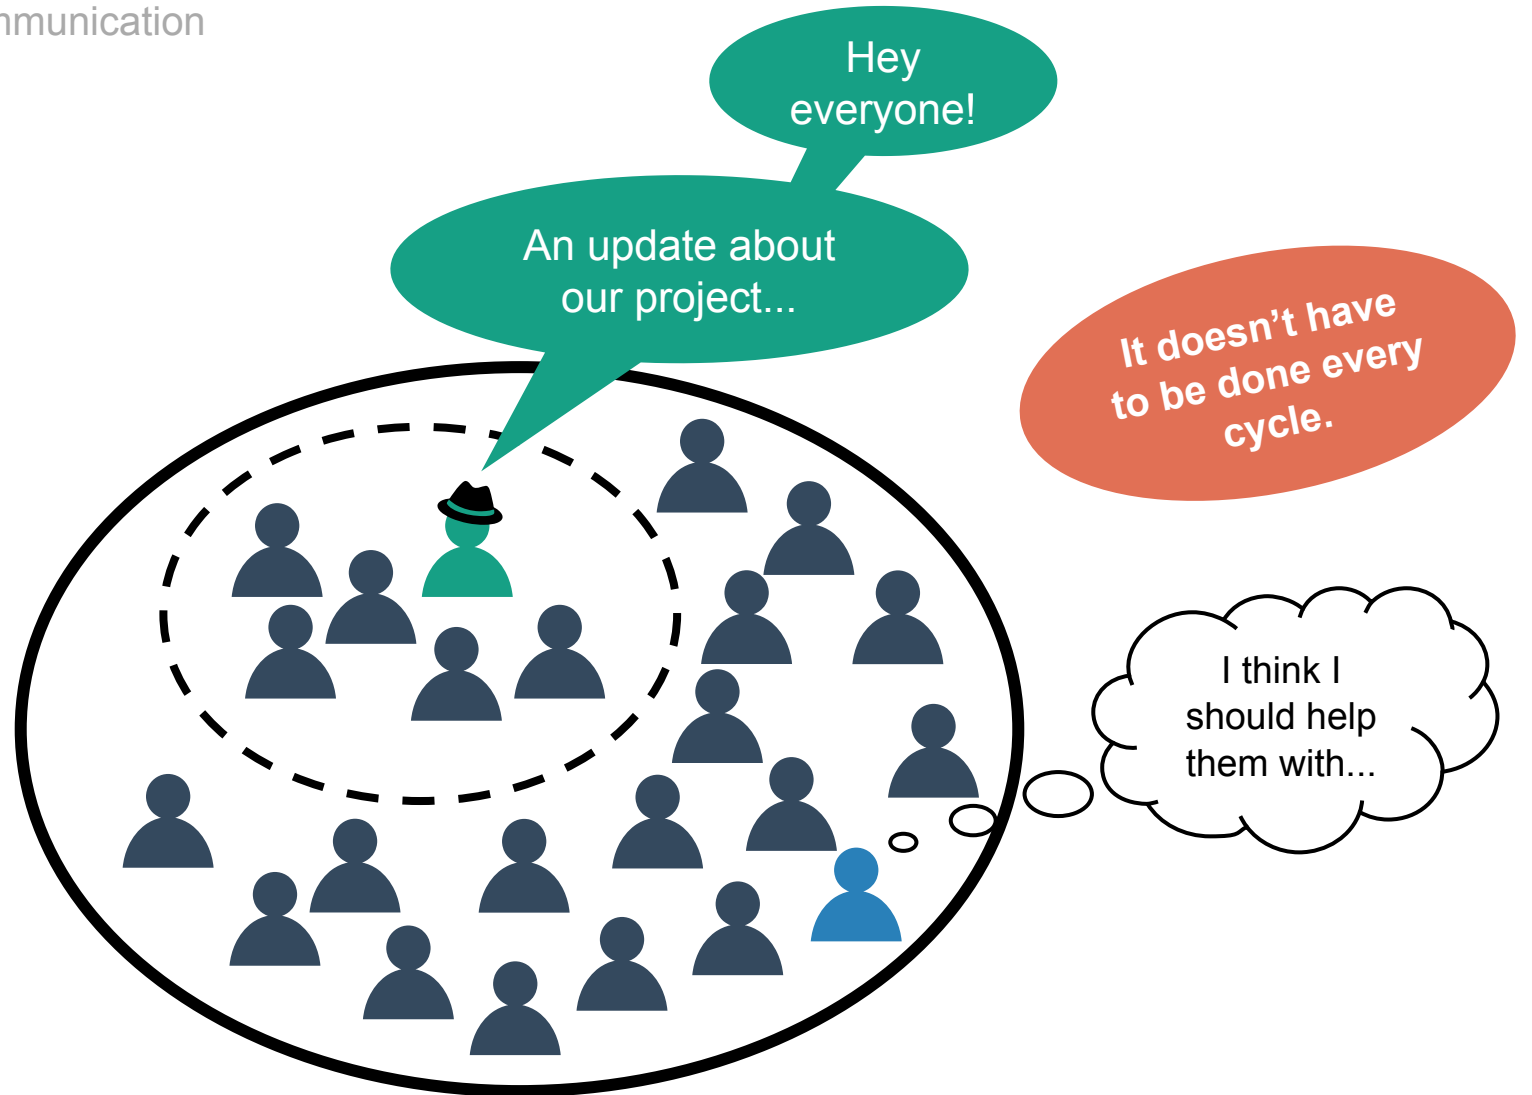 mmunication
Hey
everyone!
An update about
our project...
It doesn’t have
to be done every
cycle.
I think I
should help
them with...